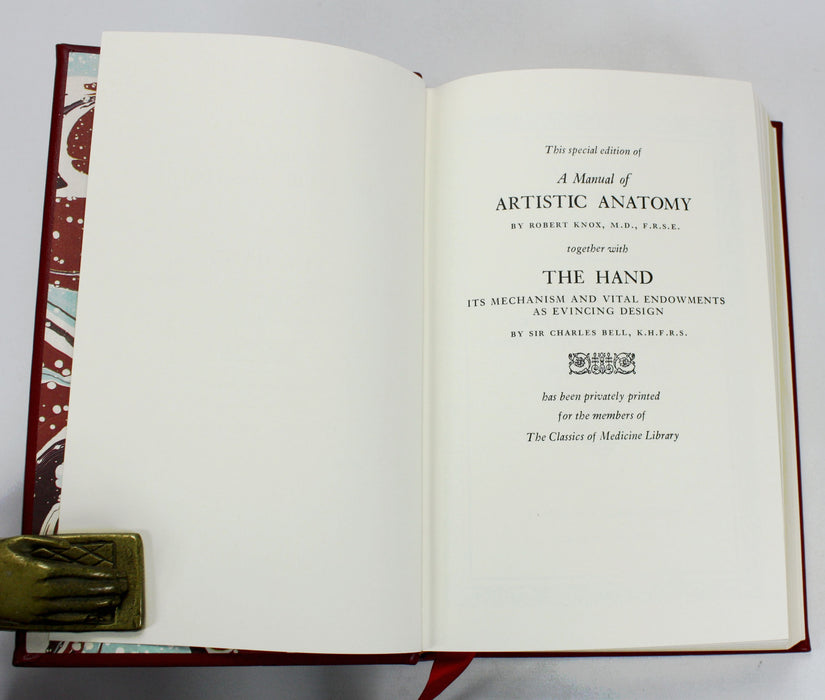 This special edition of
A Manual of
ARTISTIC ANATOMY
BY ROBERT KNOX, M.D., F.R.S.E.
together with
THE HAND
ITS MECHANISM AND VITAL ENDOWMENTS
AS EVINCING DESIGN
BY SIR CHARLES BELL, K.H.F.R.S.
has been privately printed
for the members of
The Classics of Medicine Library